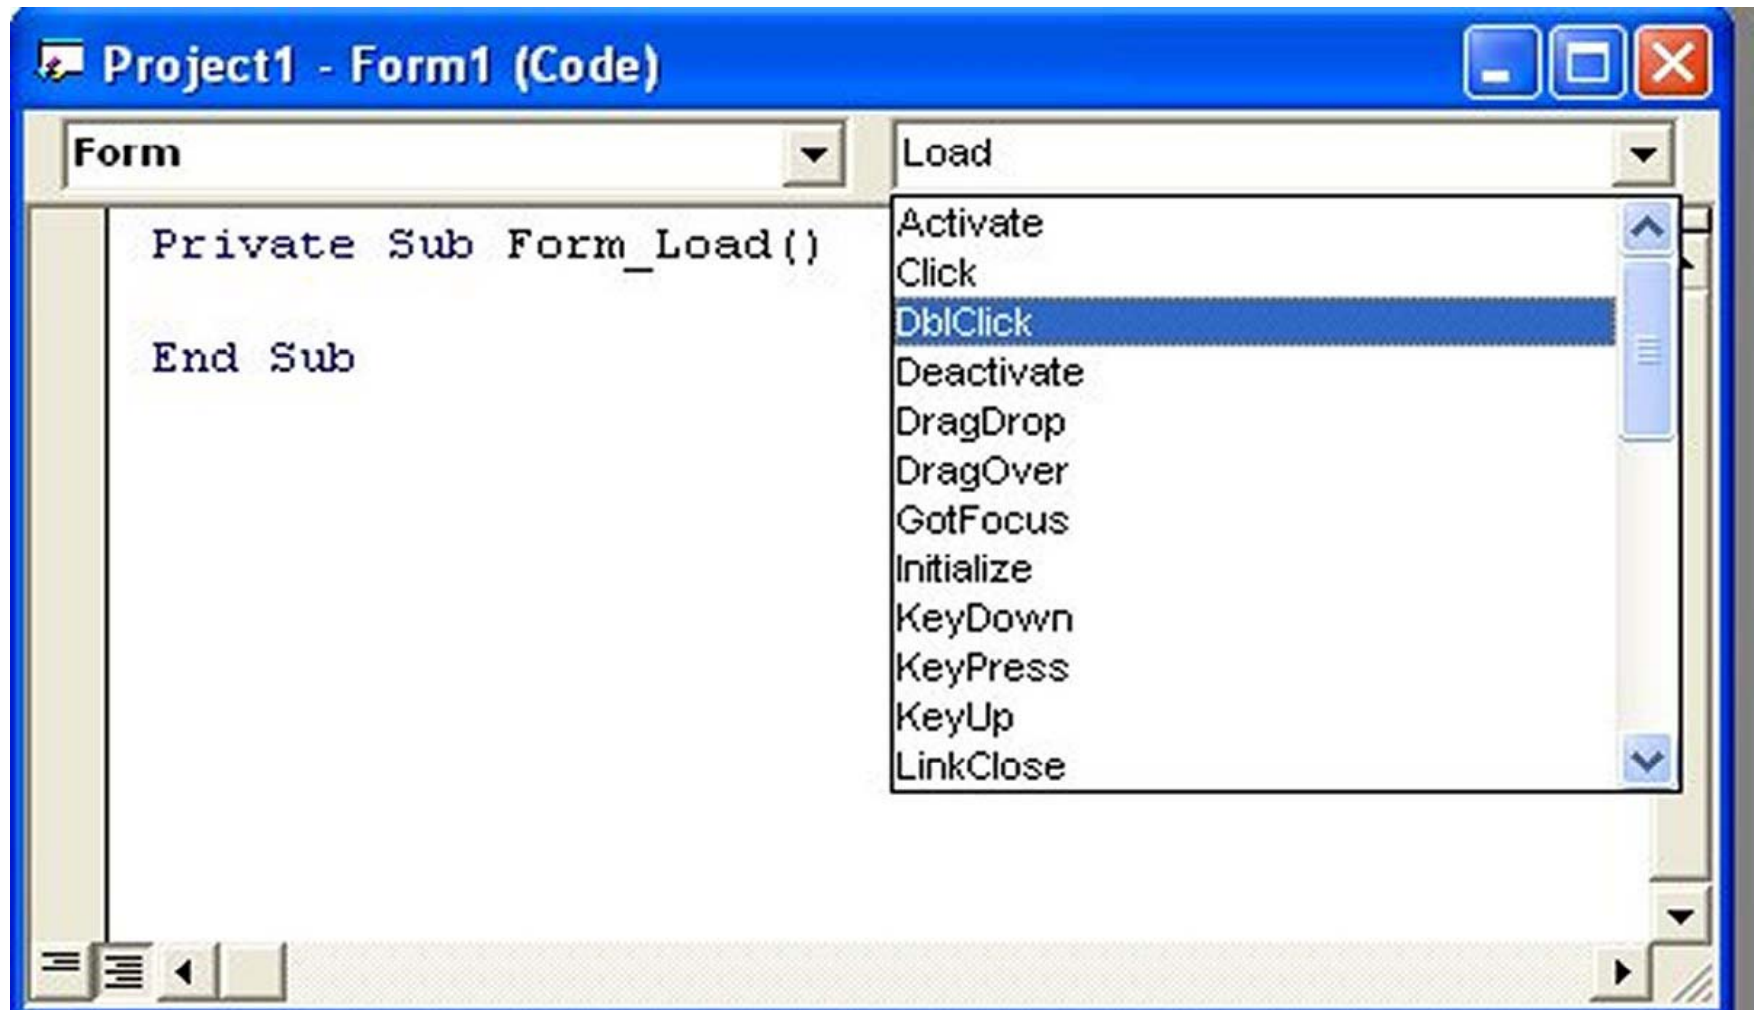 Project1 - Form1 (Code)
Form
Load
Private Sub Form_Load()
End Sub
Activate
Click
DblClick
Deactivate
DragDrop
DragOver
GotFocus
Initialize
KeyDown
KeyPress
KeyUp
LinkClose